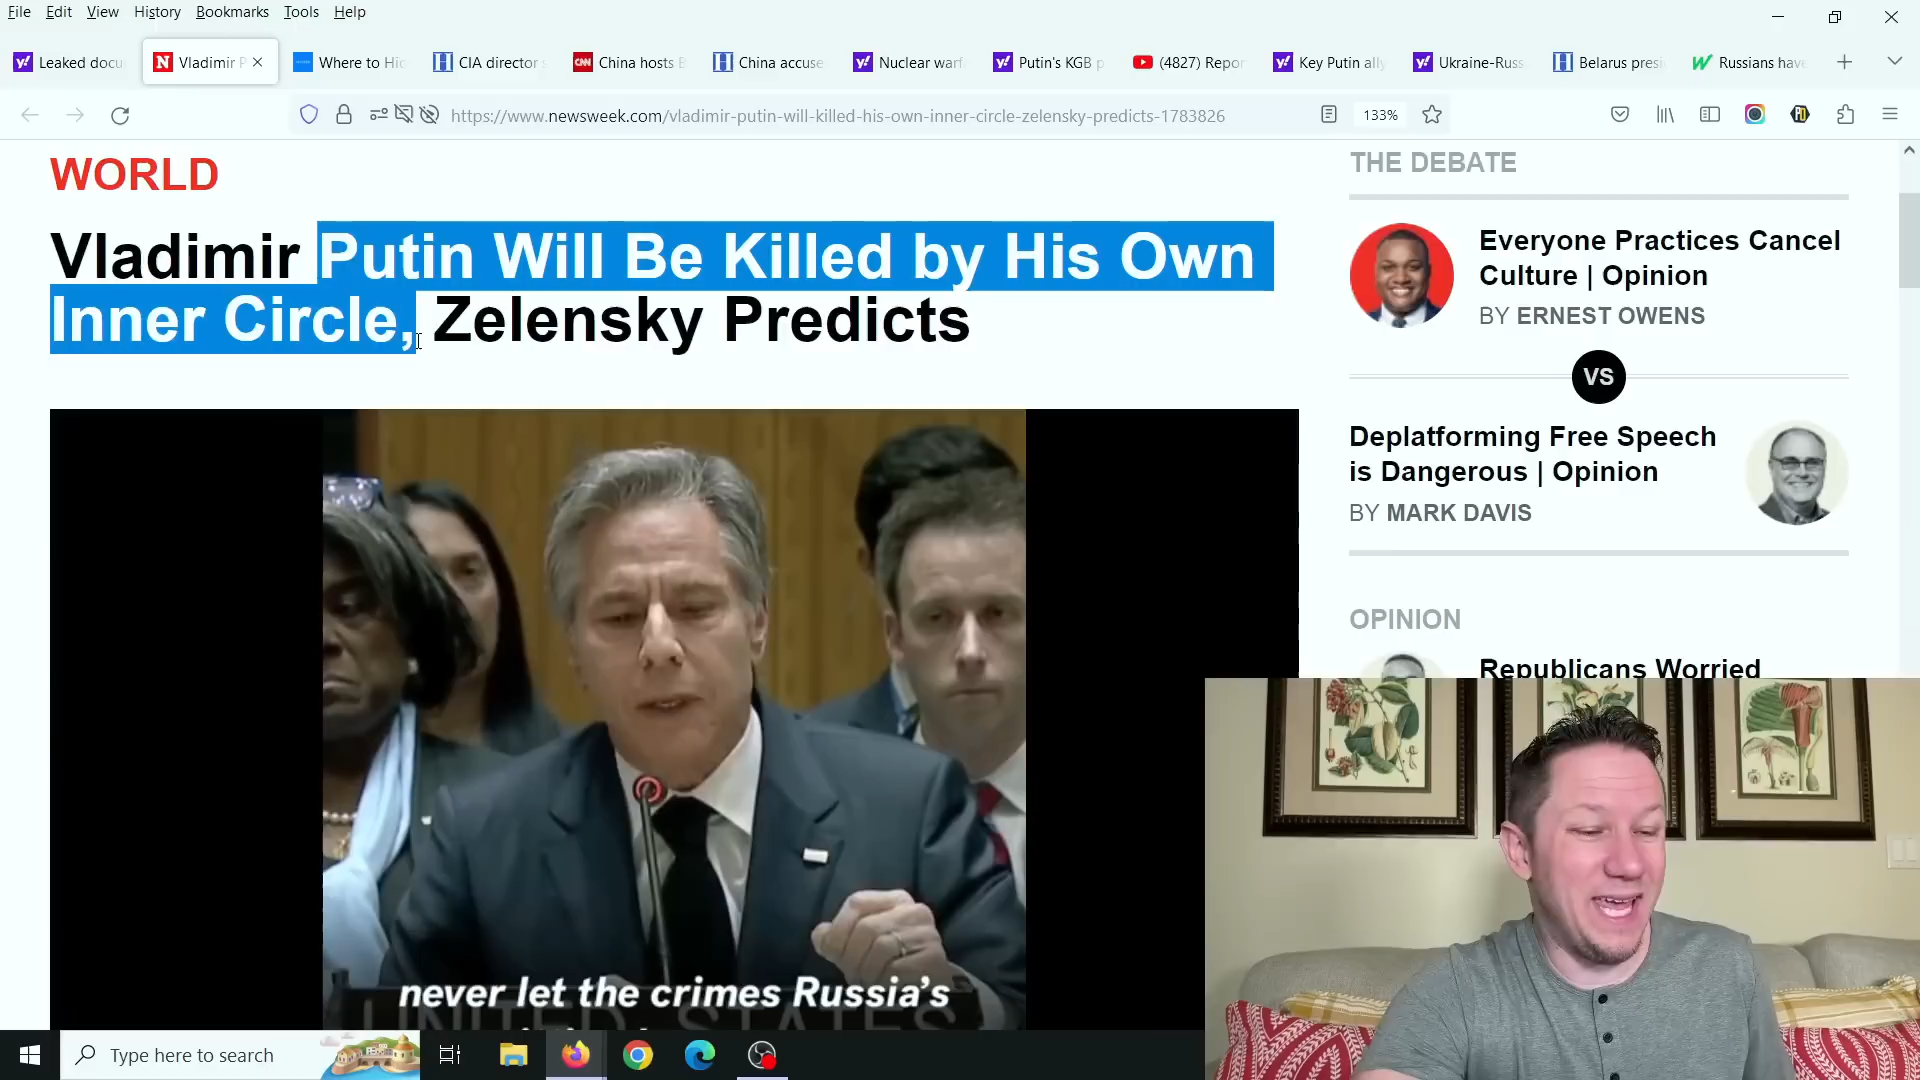 File Edit View History Bookmarks Tools Help
Leaked docu
Vladimir P
Where to Hid
CIA director s
CNN
China hosts B
China accuse
Nuclear warf
Putin's KGB p
(4827) Repor
Key Putin ally
Ukraine-Russ
Belarus presi
Russians have
https://www.newsweek.com/vladimir-putin-will-killed-his-own-inner-circle-zelensky-predicts-1783826
133%
WORLD
Vladimir Putin Will Be Killed by His Own
Inner Circle, Zelensky Predicts
never let the crimes Russia's
UNITED STATES
THE DEBATE
Everyone Practices Cancel
Culture | Opinion
BY ERNEST OWENS
VS
Deplatforming Free Speech
is Dangerous | Opinion
BY MARK DAVIS
OPINION
Republicans Worried
Type here to search